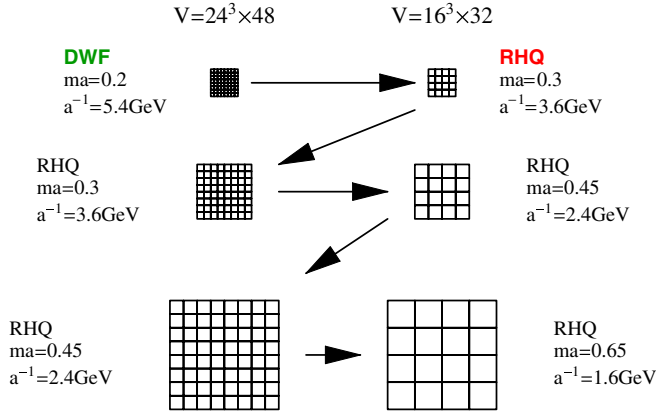 V=24³×48
V=16³×32
DWF
ma=0.2
a⁻¹=5.4GeV
RHQ
ma=0.3
a⁻¹=3.6GeV
RHQ
ma=0.3
a⁻¹=3.6GeV
RHQ
ma=0.45
a⁻¹=2.4GeV
RHQ
ma=0.45
a⁻¹=2.4GeV
RHQ
ma=0.65
a⁻¹=1.6GeV